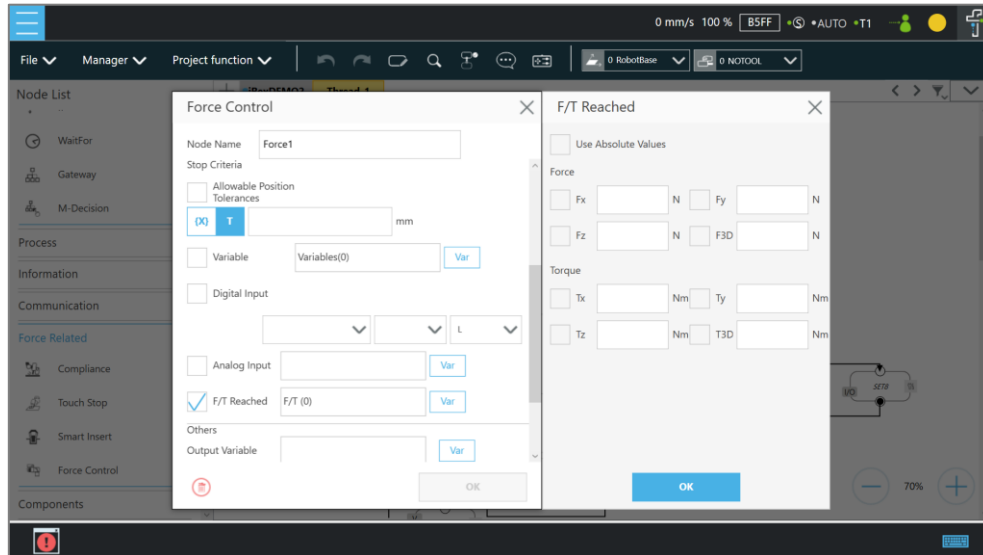 0 mm/s 100 % B5FF •Ⓢ •AUTO •T1
File Manager Project function 0 RobotBase 0 NOTOOL
Node List
WaitFor
Gateway
M-Decision
Process
Information
Communication
Force Related
Compliance
Touch Stop
Smart Insert
Force Control
Components
Thread_1
Force Control
Node Name Force1
Stop Criteria
Allowable Position
Tolerances
(X) T mm
Variable Variables(0) Var
Digital Input
L
Analog Input Var
F/T Reached F/T (0) Var
Others
Output Variable Var
OK
F/T Reached
Use Absolute Values
Force
Fx N Fy N
Fz N F3D N
Torque
Tx Nm Ty Nm
Tz Nm T3D Nm
OK
I/O SETB
70%